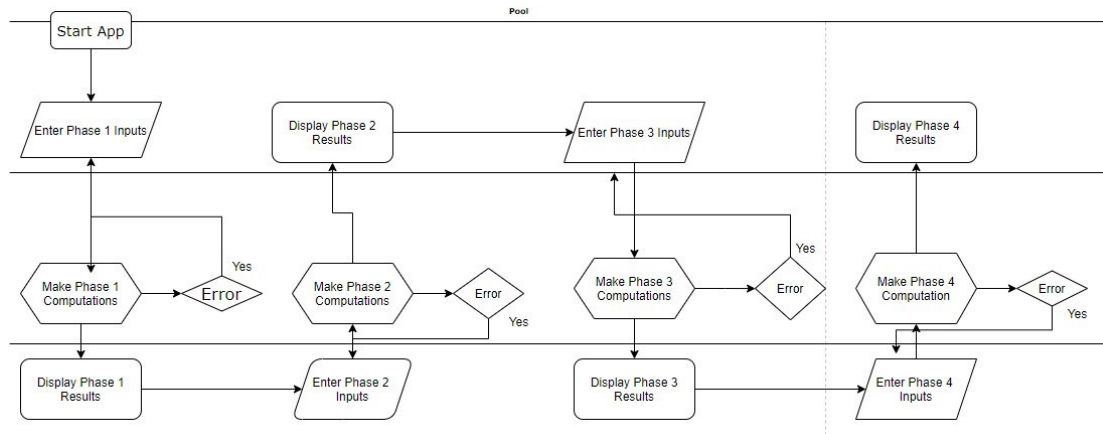 Pool
Start App
Enter Phase 1 Inputs
Display Phase 2
Results
Enter Phase 3 Inputs
Display Phase 4
Results
Yes
Make Phase 1
Computations
Error
Make Phase 2
Computations
Error
Yes
Yes
Make Phase 3
Computations
Error
Make Phase 4
Computation
Error
Yes
Display Phase 1
Results
Enter Phase 2
Inputs
Display Phase 3
Results
Enter Phase 4
Inputs